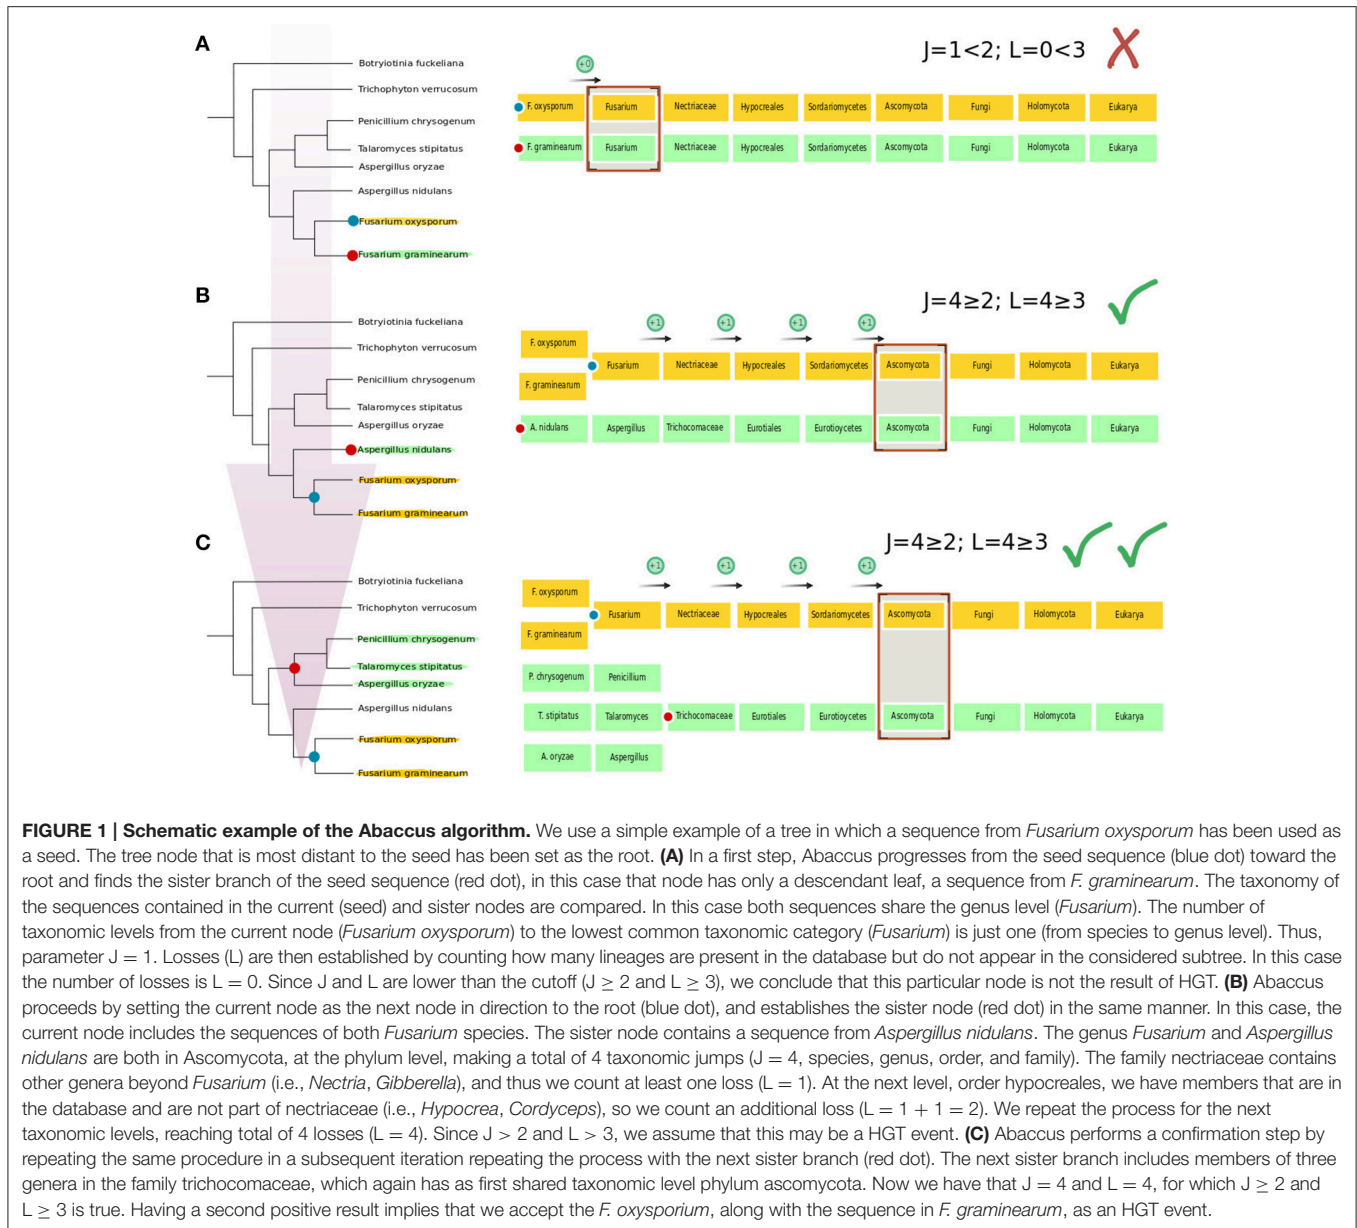 A
J=1<2; L=0<3
Botryiotinia fuckeliana
+0
Trichophyton verrucosum
F. oxysporum Fusarium Nectriaceae Hypocreales Sordariomycetes Ascomycota Fungi Holomycota Eukarya
Penicillium chrysogenum
Talaromyces stipitatus
F. graminearum Fusarium Nectriaceae Hypocreales Sordariomycetes Ascomycota Fungi Holomycota Eukarya
Aspergillus oryzae
Aspergillus nidulans
Fusarium oxysporum
Fusarium graminearum
B
J=4≥2; L=4≥3
Botryiotinia fuckeliana
+1 +1 +1 +1
F. oxysporum
Trichophyton verrucosum
Fusarium Nectriaceae Hypocreales Sordariomycetes Ascomycota Fungi Holomycota Eukarya
Penicillium chrysogenum
F. graminearum
Talaromyces stipitatus
Aspergillus oryzae
A. nidulans Aspergillus Trichocomaceae Eurotiales Eurotioycetes Ascomycota Fungi Holomycota Eukarya
Aspergillus nidulans
Fusarium oxysporum
Fusarium graminearum
C
J=4≥2; L=4≥3
+1 +1 +1 +1
Botryiotinia fuckeliana
F. oxysporum
Trichophyton verrucosum
Fusarium Nectriaceae Hypocreales Sordariomycetes Ascomycota Fungi Holomycota Eukarya
F. graminearum
Penicillium chrysogenum
Talaromyces stipitatus
P. chrysogenum Penicillium
Aspergillus oryzae
Aspergillus nidulans
T. stipitatus Talaromyces Trichocomaceae Eurotiales Eurotioycetes Ascomycota Fungi Holomycota Eukarya
Fusarium oxysporum
A. oryzae Aspergillus
Fusarium graminearum
FIGURE 1 | Schematic example of the Abaccus algorithm. We use a simple example of a tree in which a sequence from Fusarium oxysporum has been used as
a seed. The tree node that is most distant to the seed has been set as the root. (A) In a first step, Abaccus progresses from the seed sequence (blue dot) toward the
root and finds the sister branch of the seed sequence (red dot), in this case that node has only a descendant leaf, a sequence from F. graminearum. The taxonomy of
the sequences contained in the current (seed) and sister nodes are compared. In this case both sequences share the genus level (Fusarium). The number of
taxonomic levels from the current node (Fusarium oxysporum) to the lowest common taxonomic category (Fusarium) is just one (from species to genus level). Thus,
parameter J = 1. Losses (L) are then established by counting how many lineages are present in the database but do not appear in the considered subtree. In this case
the number of losses is L = 0. Since J and L are lower than the cutoff (J ≥ 2 and L ≥ 3), we conclude that this particular node is not the result of HGT. (B) Abaccus
proceeds by setting the current node as the next node in direction to the root (blue dot), and establishes the sister node (red dot) in the same manner. In this case, the
current node includes the sequences of both Fusarium species. The sister node contains a sequence from Aspergillus nidulans. The genus Fusarium and Aspergillus
nidulans are both in Ascomycota, at the phylum level, making a total of 4 taxonomic jumps (J = 4, species, genus, order, and family). The family nectriaceae contains
other genera beyond Fusarium (i.e., Nectria, Gibberella), and thus we count at least one loss (L = 1). At the next level, order hypocreales, we have members that are in
the database and are not part of nectriaceae (i.e., Hypocrea, Cordyceps), so we count an additional loss (L = 1 + 1 = 2). We repeat the process for the next
taxonomic levels, reaching total of 4 losses (L = 4). Since J > 2 and L > 3, we assume that this may be a HGT event. (C) Abaccus performs a confirmation step by
repeating the same procedure in a subsequent iteration repeating the process with the next sister branch (red dot). The next sister branch includes members of three
genera in the family trichocomaceae, which again has as first shared taxonomic level phylum ascomycota. Now we have that J = 4 and L = 4, for which J ≥ 2 and
L ≥ 3 is true. Having a second positive result implies that we accept the F. oxysporium, along with the sequence in F. graminearum, as an HGT event.